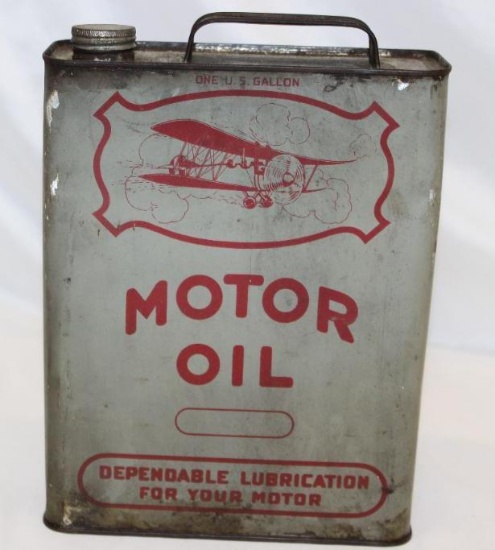 ONE U.S. GALLON
MOTOR
OIL
DEPENDABLE LUBRICATION
FOR YOUR MOTOR